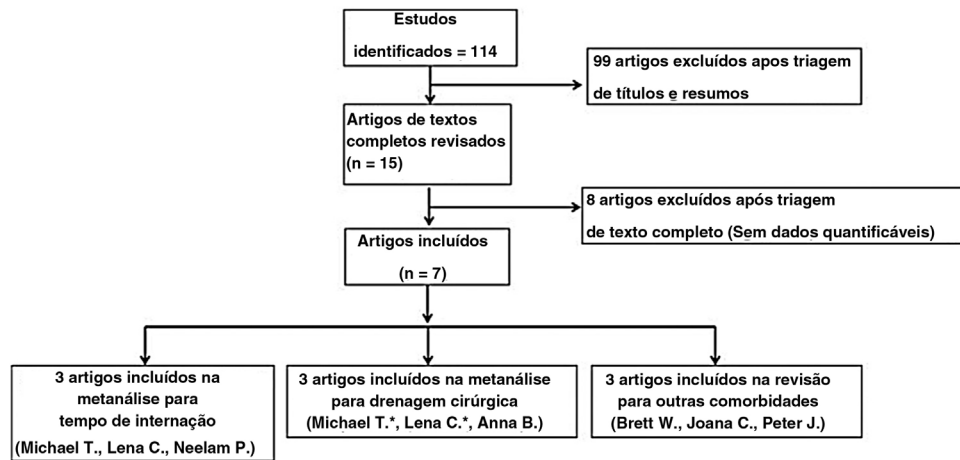 Estudos
identificados = 114
99 artigos excluídos apos triagem
de títulos e resumos
Artigos de textos
completos revisados
(n = 15)
8 artigos excluídos após triagem
de texto completo (Sem dados quantificáveis)
Artigos incluídos
(n = 7)
3 artigos incluídos na
metanálise para
tempo de internação
(Michael T., Lena C., Neelam P.)
3 artigos incluídos na metanálise
para drenagem cirúrgica
(Michael T.*, Lena C.*, Anna B.)
3 artigos incluídos na revisão
para outras comorbidades
(Brett W., Joana C., Peter J.)